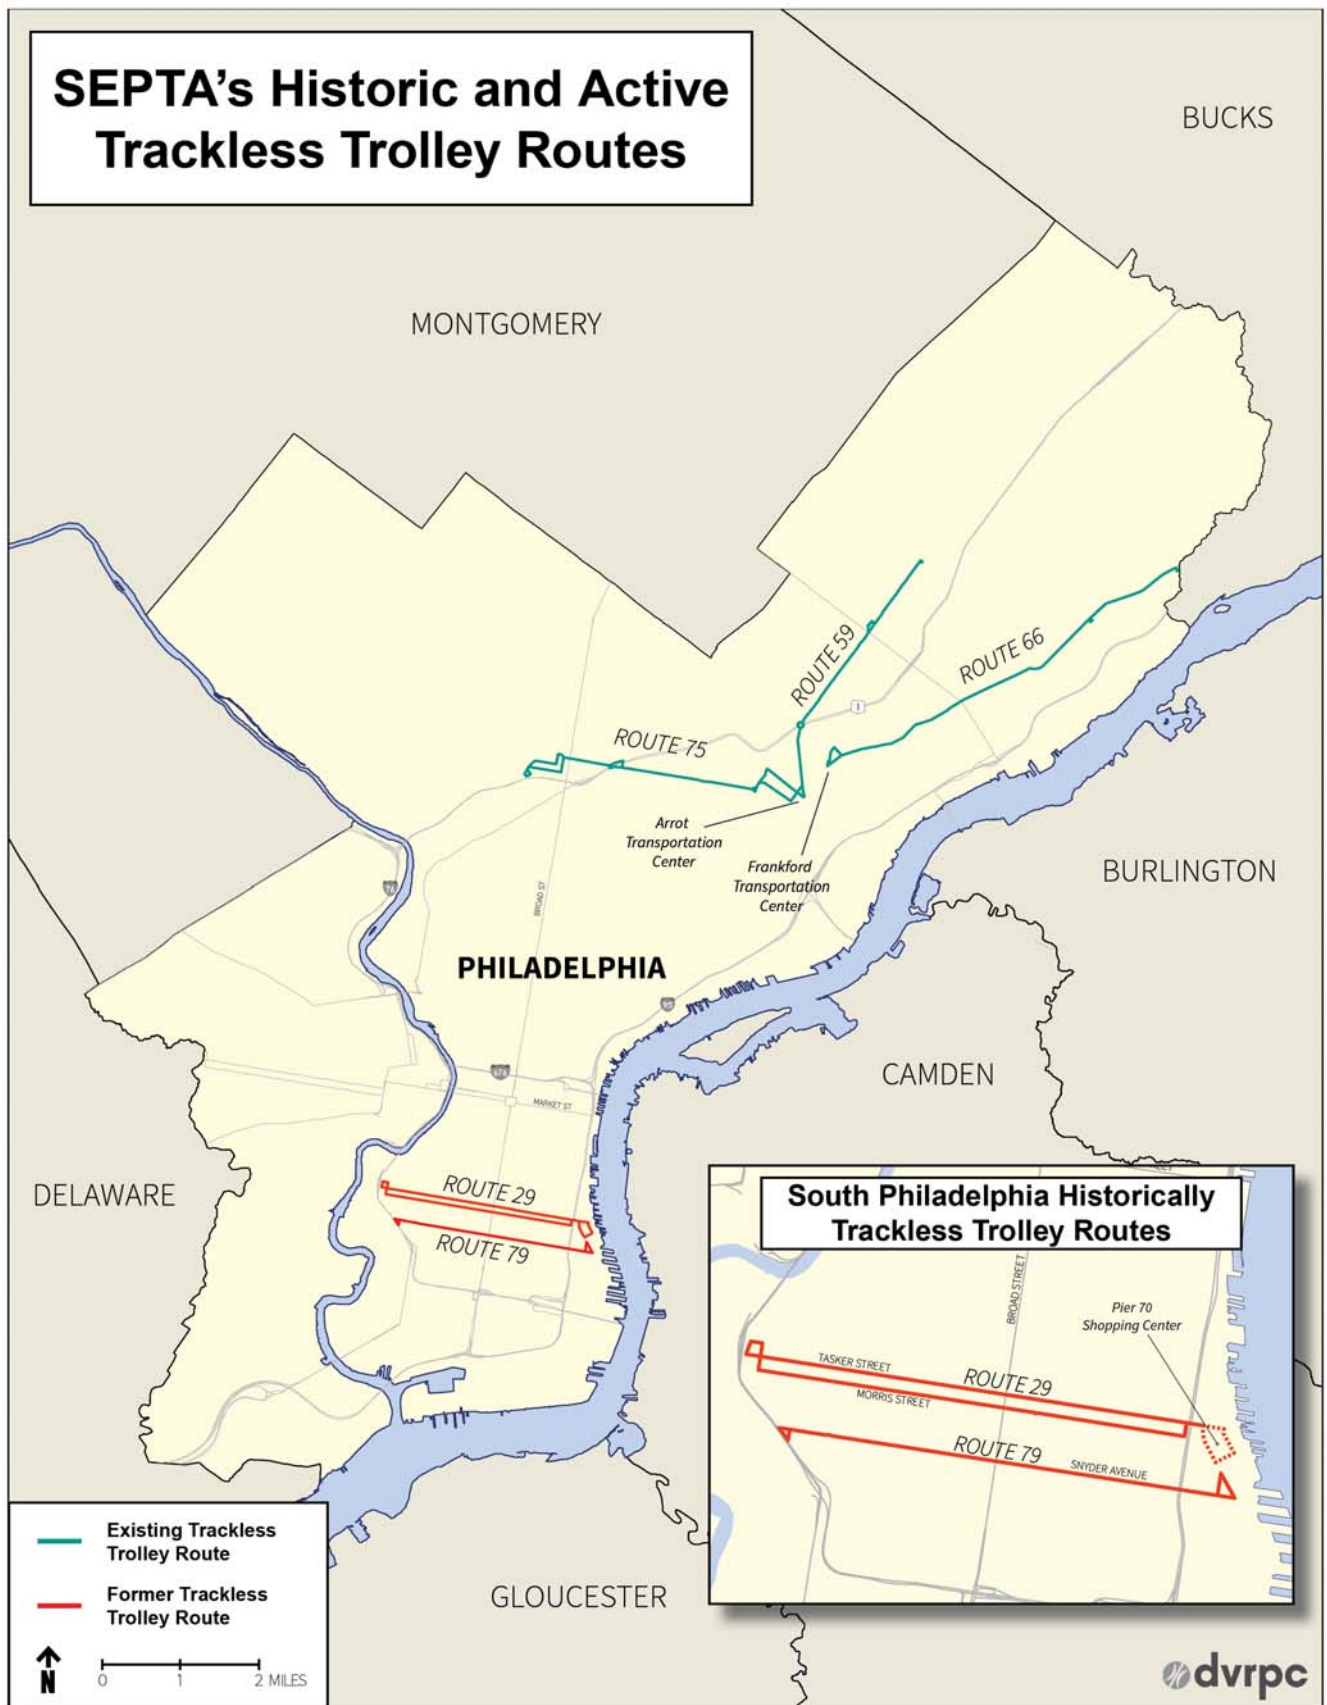 SEPTA's Historic and Active
Trackless Trolley Routes
BUCKS
MONTGOMERY
ROUTE 59
ROUTE 66
1
ROUTE 75
Arrot
Transportation
Center
Frankford
Transportation
Center
BURLINGTON
76
BROAD ST
PHILADELPHIA
95
CAMDEN
676
MARKET ST
DELAWARE
ROUTE 29
ROUTE 79
South Philadelphia Historically
Trackless Trolley Routes
BROAD STREET
Pier 70
Shopping Center
TASKER STREET
ROUTE 29
MORRIS STREET
ROUTE 79
SNYDER AVENUE
Existing Trackless
Trolley Route
Former Trackless
Trolley Route
GLOUCESTER
N
0 1 2 MILES
dvrpc